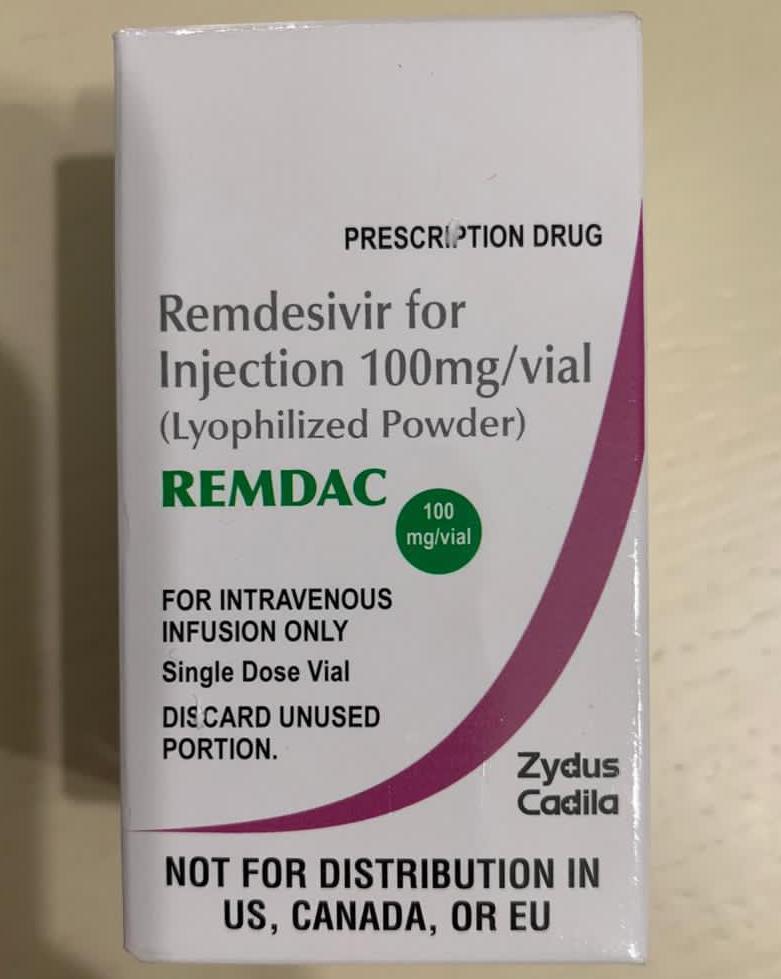 PRESCRIPTION DRUG
Remdesivir for
Injection 100mg/vial
(Lyophilized Powder)
REMDAC
100
mg/vial
FOR INTRAVENOUS
INFUSION ONLY
Single Dose Vial
DISCARD UNUSED
PORTION.
Zydus
Cadila
NOT FOR DISTRIBUTION IN
US, CANADA, OR EU